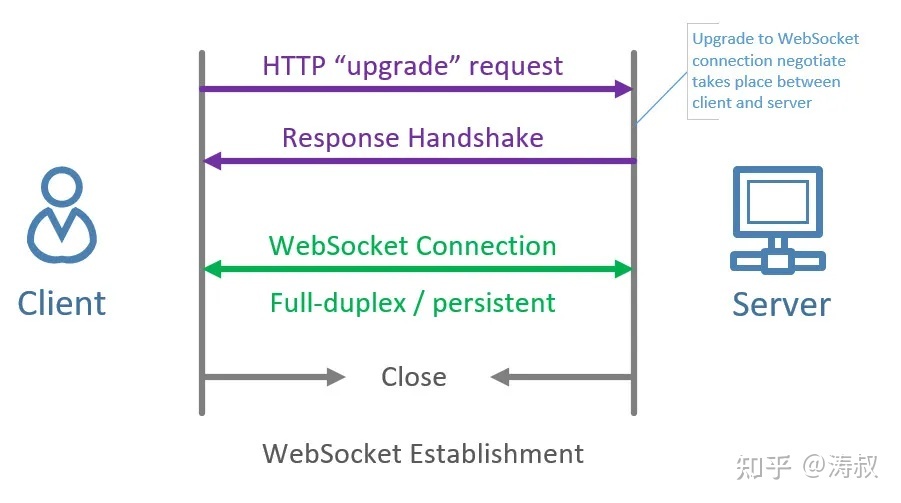 HTTP “upgrade” request
Upgrade to WebSocket
connection negotiate
takes place between
client and server
Response Handshake
WebSocket Connection
Full-duplex / persistent
Client
Server
Close
WebSocket Establishment
知乎 @涛叔